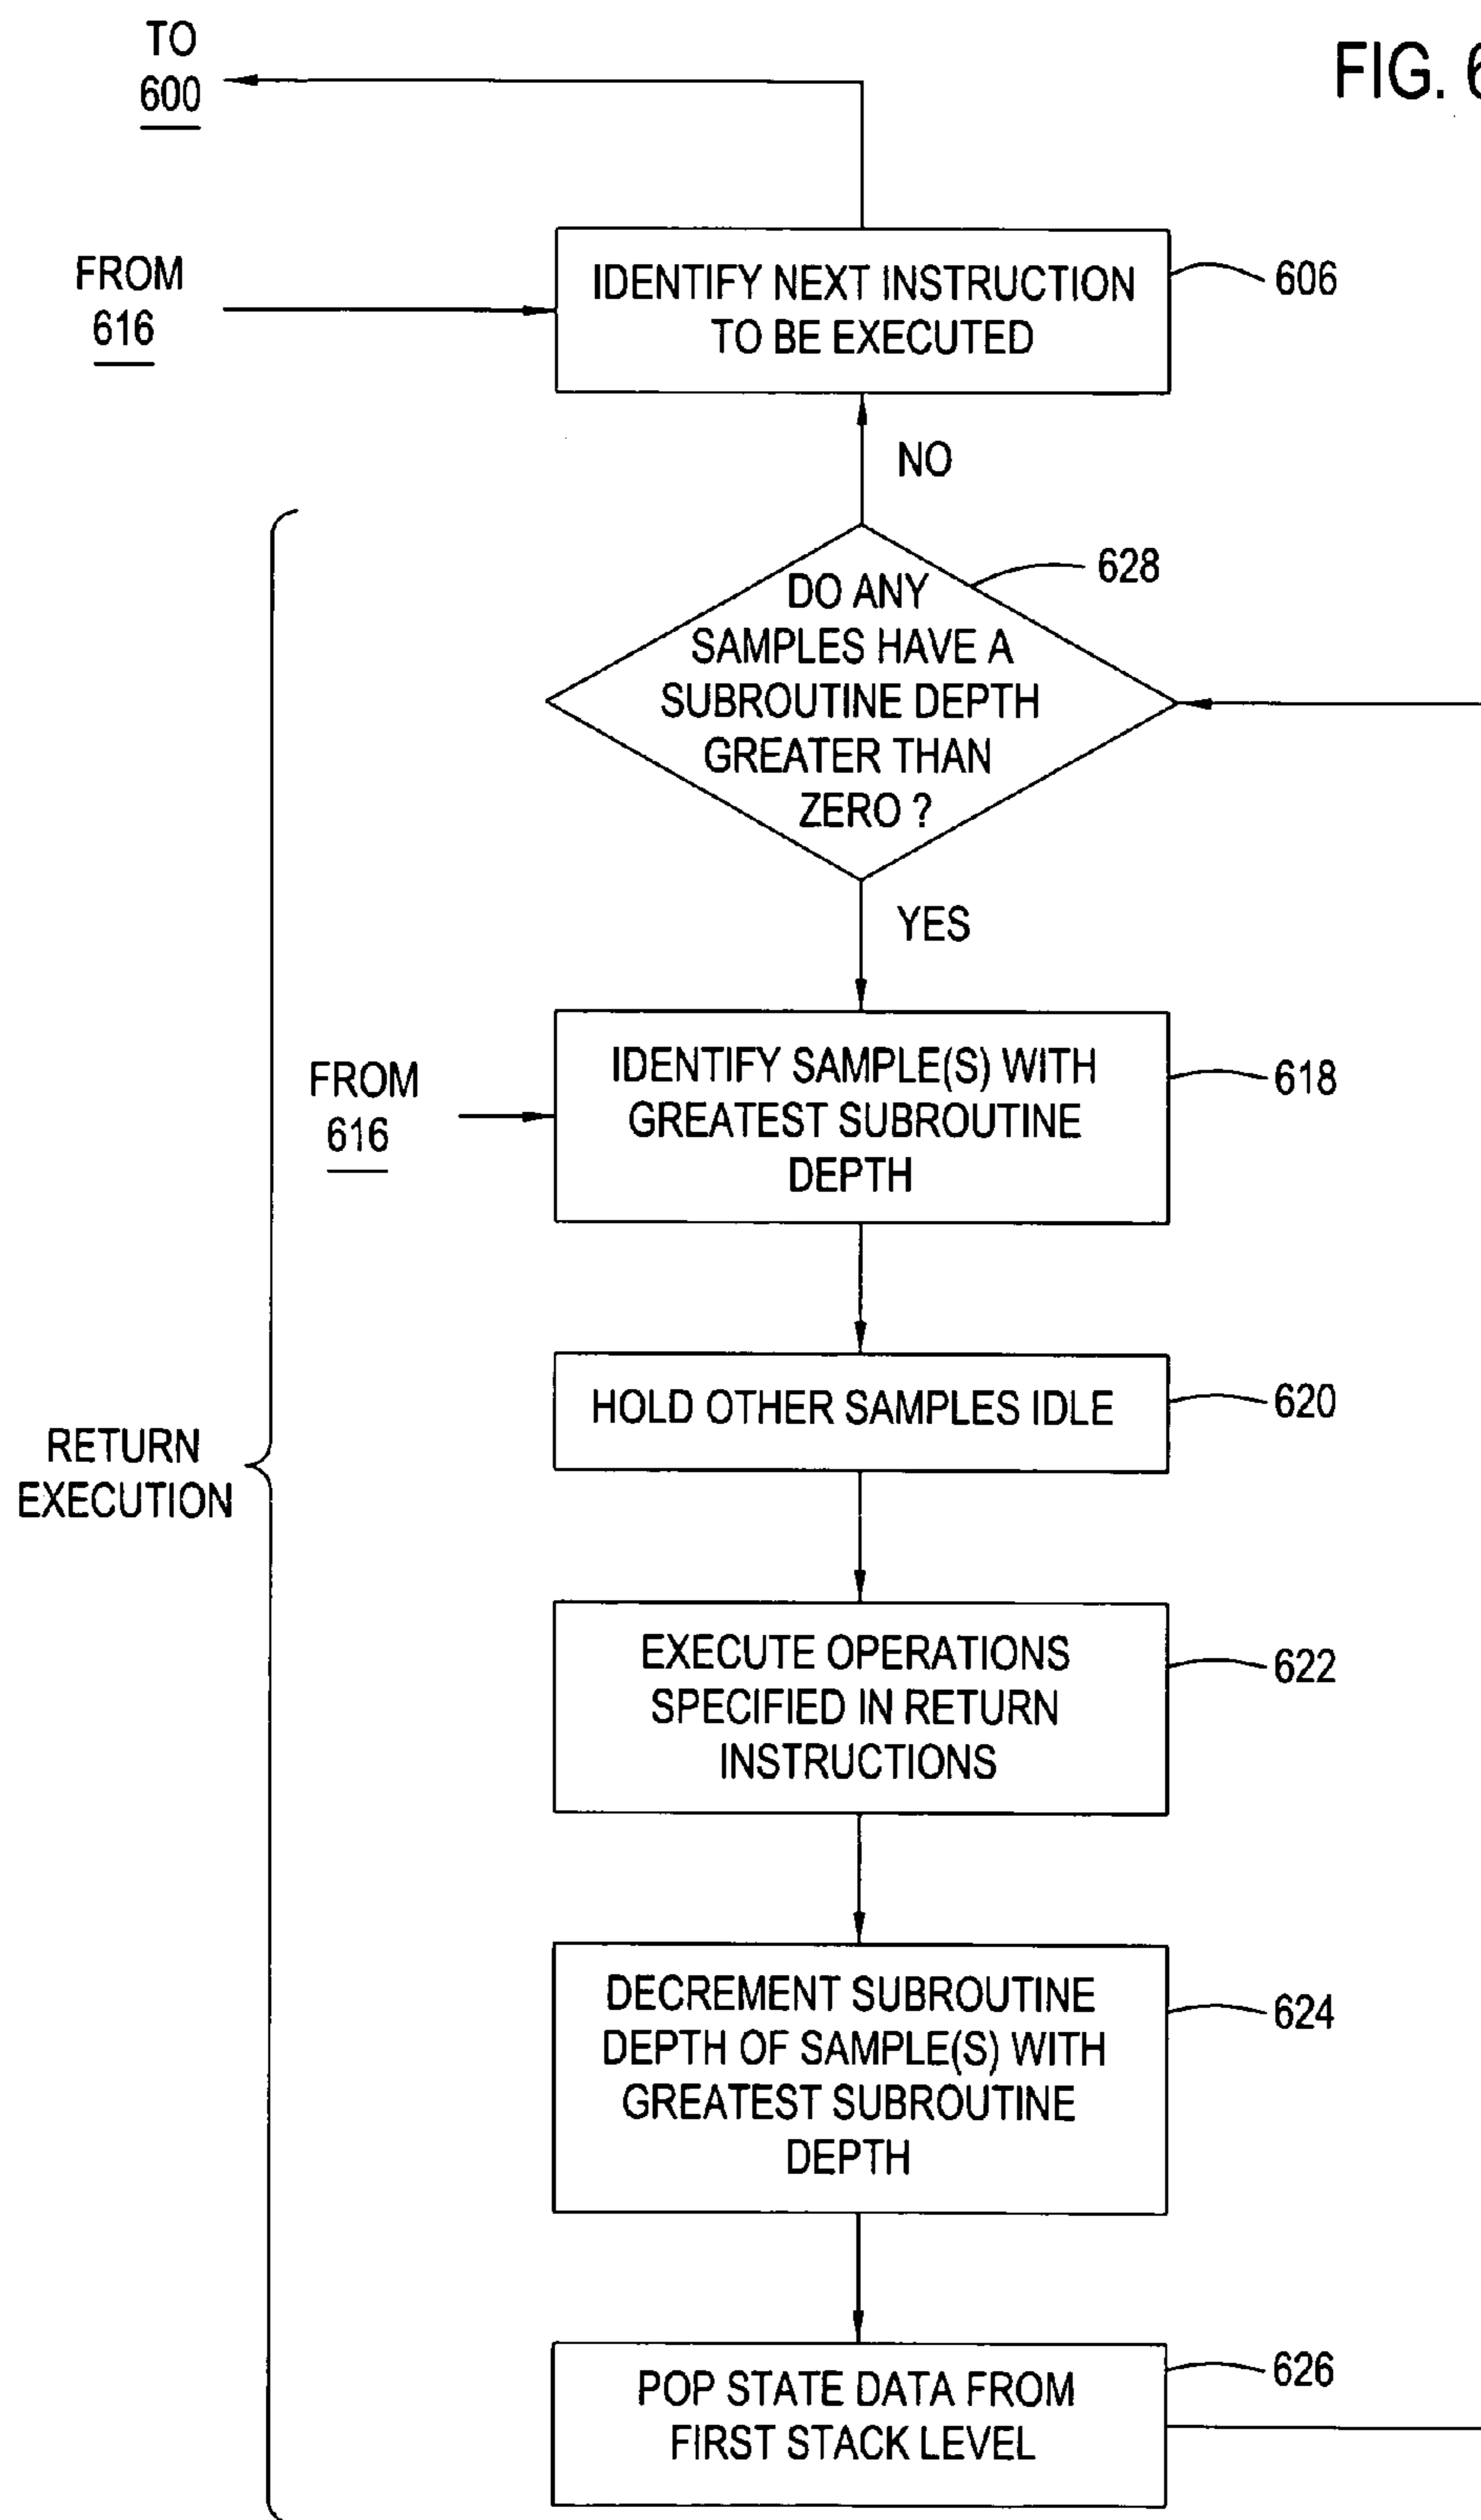 TO
600
FIG. 6
FROM
616
IDENTIFY NEXT INSTRUCTION
TO BE EXECUTED
606
NO
DO ANY
SAMPLES HAVE A
SUBROUTINE DEPTH
GREATER THAN
ZERO ?
628
YES
FROM
616
IDENTIFY SAMPLE(S) WITH
GREATEST SUBROUTINE
DEPTH
618
HOLD OTHER SAMPLES IDLE
620
RETURN
EXECUTION
EXECUTE OPERATIONS
SPECIFIED IN RETURN
INSTRUCTIONS
622
DECREMENT SUBROUTINE
DEPTH OF SAMPLE(S) WITH
GREATEST SUBROUTINE
DEPTH
624
POP STATE DATA FROM
FIRST STACK LEVEL
626